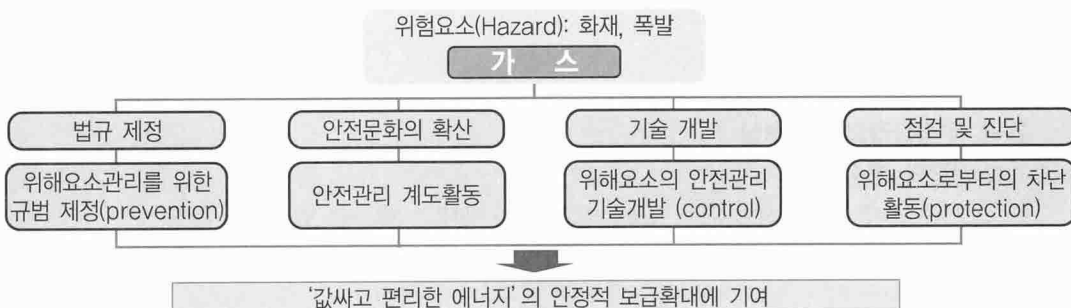 위험요소(Hazard): 화재, 폭발
가 스
법규 제정
안전문화의 확산
기술 개발
점검 및 진단
위해요소관리를 위한
규범 제정(prevention)
안전관리 계도활동
위해요소의 안전관리
기술개발 (control)
위해요소로부터의 차단
활동(protection)
'값싸고 편리한 에너지'의 안정적 보급확대에 기여